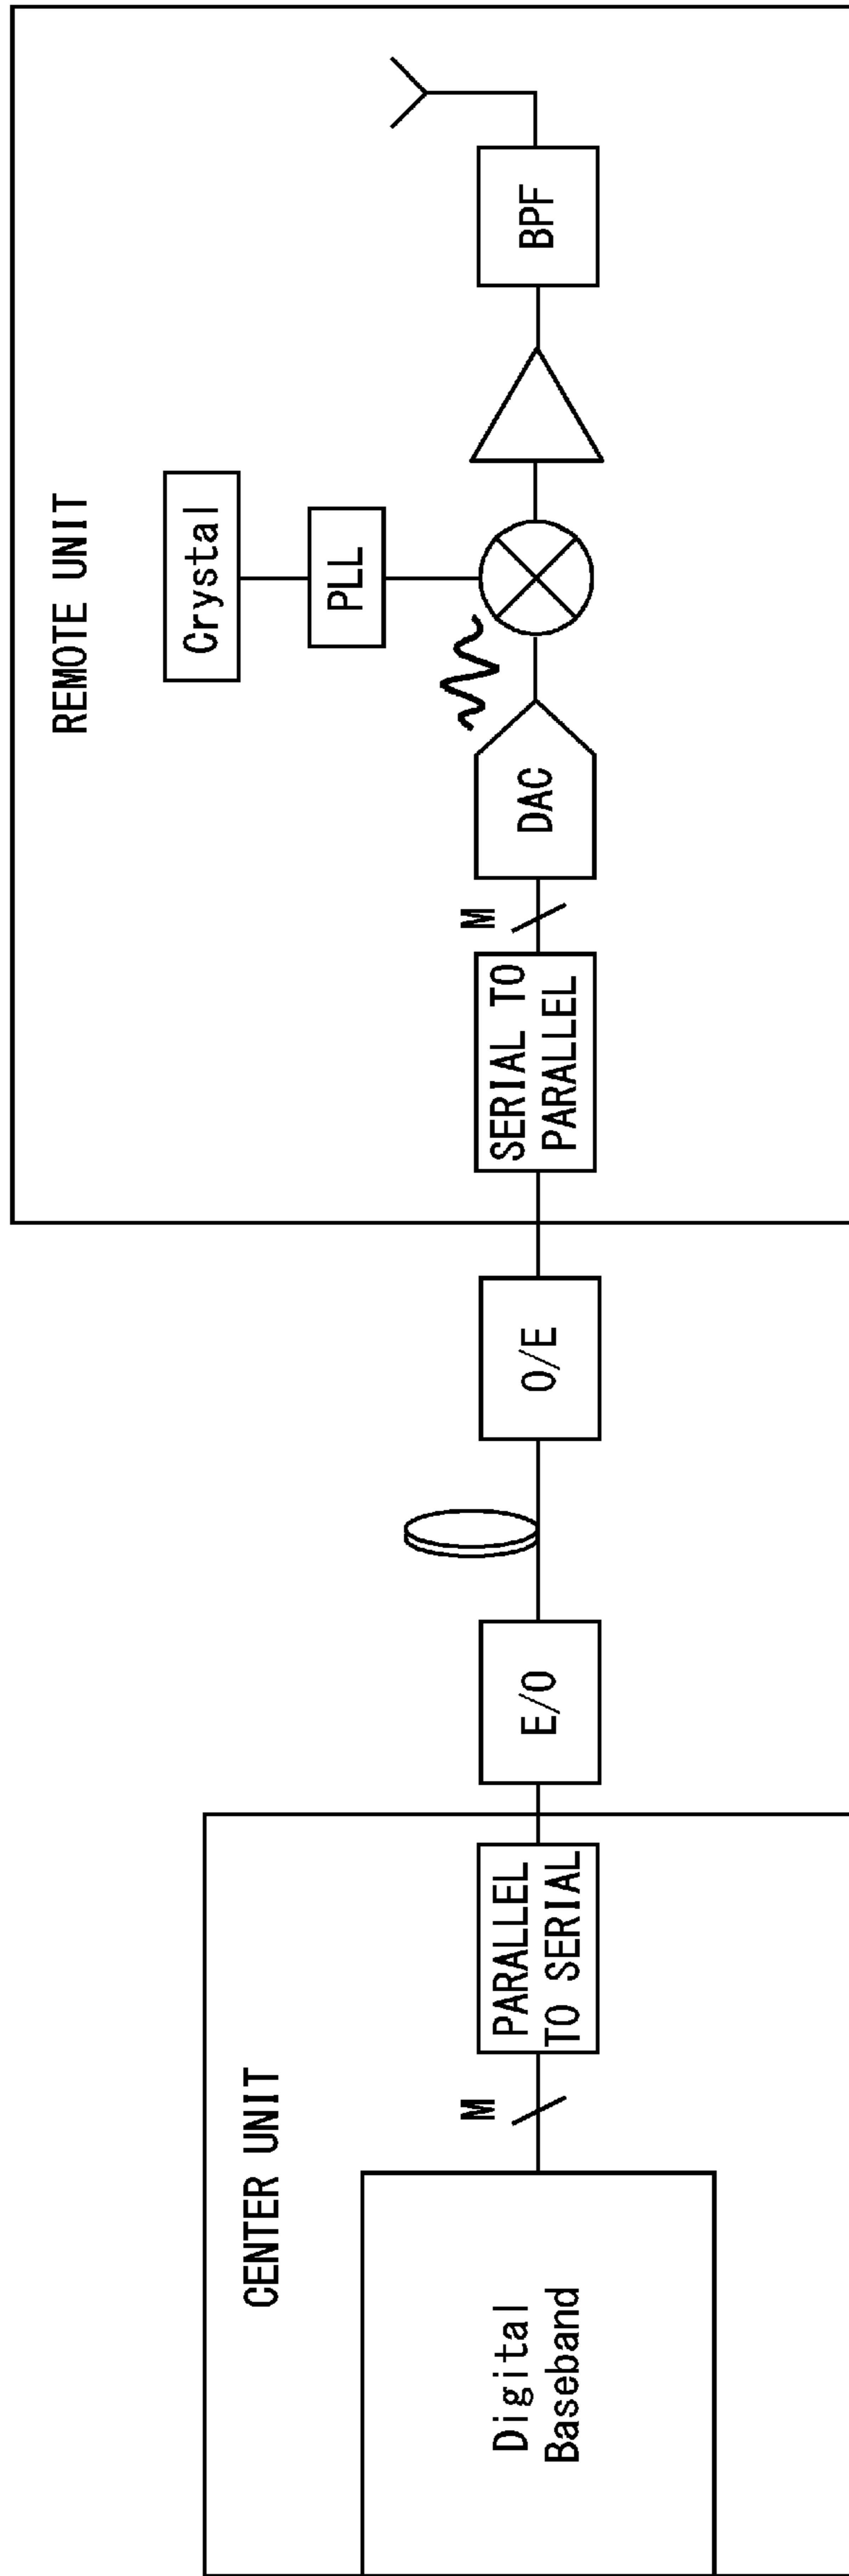 CENTER UNIT
Digital
Baseband
M
PARALLEL
TO SERIAL
E/O
O/E
REMOTE UNIT
SERIAL TO
PARALLEL
M
DAC
Crystal
PLL
BPF